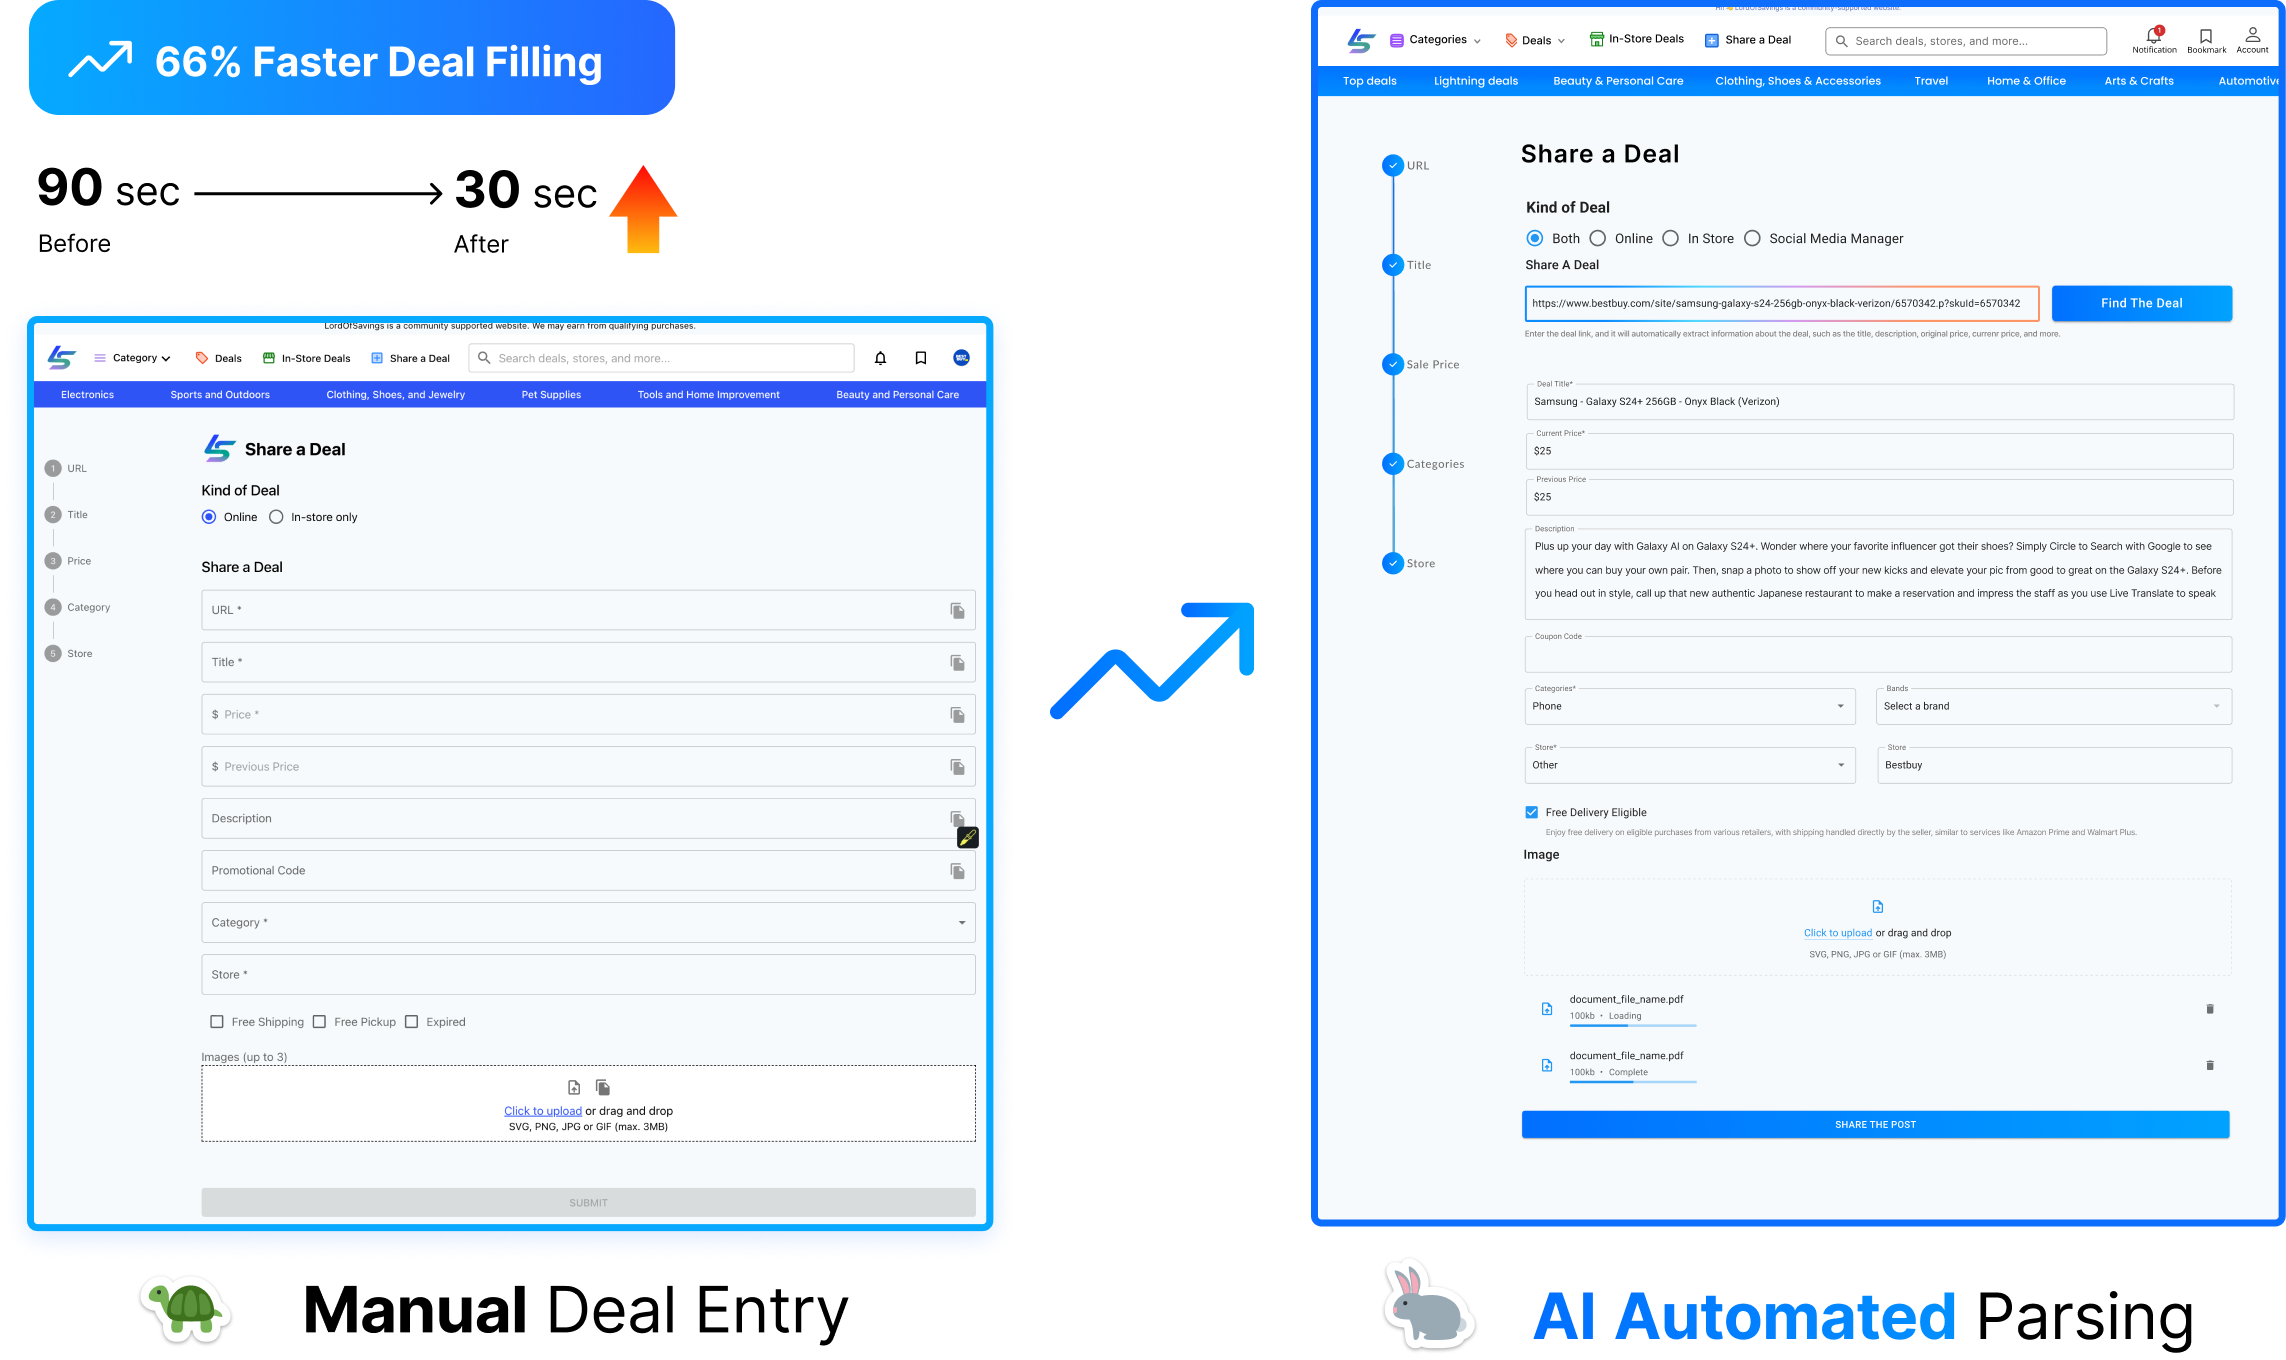 66% Faster Deal Filling
90 sec
30 sec
Before
After
LordOfSavings is a community supported website. We may earn from qualifying purchases.
Category
Deals
In-Store Deals
Share a Deal
Search deals, stores, and more...
Electronics
Sports and Outdoors
Clothing, Shoes, and Jewelry
Pet Supplies
Tools and Home Improvement
Beauty and Personal Care
1 URL
2 Title
3 Price
4 Category
5 Store
Share a Deal
Kind of Deal
Online
In-store only
Share a Deal
URL *
Title *
$ Price *
$ Previous Price
Description
Promotional Code
Category *
Store *
Free Shipping
Free Pickup
Expired
Images (up to 3)
Click to upload or drag and drop
SVG, PNG, JPG or GIF (max. 3MB)
SUBMIT
Manual Deal Entry
LordOfSavings is a community-supported website.
Categories
Deals
In-Store Deals
Share a Deal
Search deals, stores, and more...
1
Notification
Bookmark
Account
Top deals
Lightning deals
Beauty & Personal Care
Clothing, Shoes & Accessories
Travel
Home & Office
Arts & Crafts
Automotive
URL
Title
Sale Price
Categories
Store
Share a Deal
Kind of Deal
Both
Online
In Store
Social Media Manager
Share A Deal
https://www.bestbuy.com/site/samsung-galaxy-s24-256gb-onyx-black-verizon/6570342.p?skuId=6570342
Find The Deal
Enter the deal link, and it will automatically extract information about the deal, such as the title, description, original price, currenr price, and more.
Deal Title*
Samsung - Galaxy S24+ 256GB - Onyx Black (Verizon)
Current Price*
$25
Previous Price
$25
Description
Plus up your day with Galaxy AI on Galaxy S24+. Wonder where your favorite influencer got their shoes? Simply Circle to Search with Google to see
where you can buy your own pair. Then, snap a photo to show off your new kicks and elevate your pic from good to great on the Galaxy S24+. Before
you head out in style, call up that new authentic Japanese restaurant to make a reservation and impress the staff as you use Live Translate to speak
Coupon Code
Categories*
Phone
Bands
Select a brand
Store*
Other
Store
Bestbuy
Free Delivery Eligible
Enjoy free delivery on eligible purchases from various retailers, with shipping handled directly by the seller, similar to services like Amazon Prime and Walmart Plus.
Image
Click to upload or drag and drop
SVG, PNG, JPG or GIF (max. 3MB)
document_file_name.pdf
100kb • Loading
document_file_name.pdf
100kb • Complete
SHARE THE POST
AI Automated Parsing